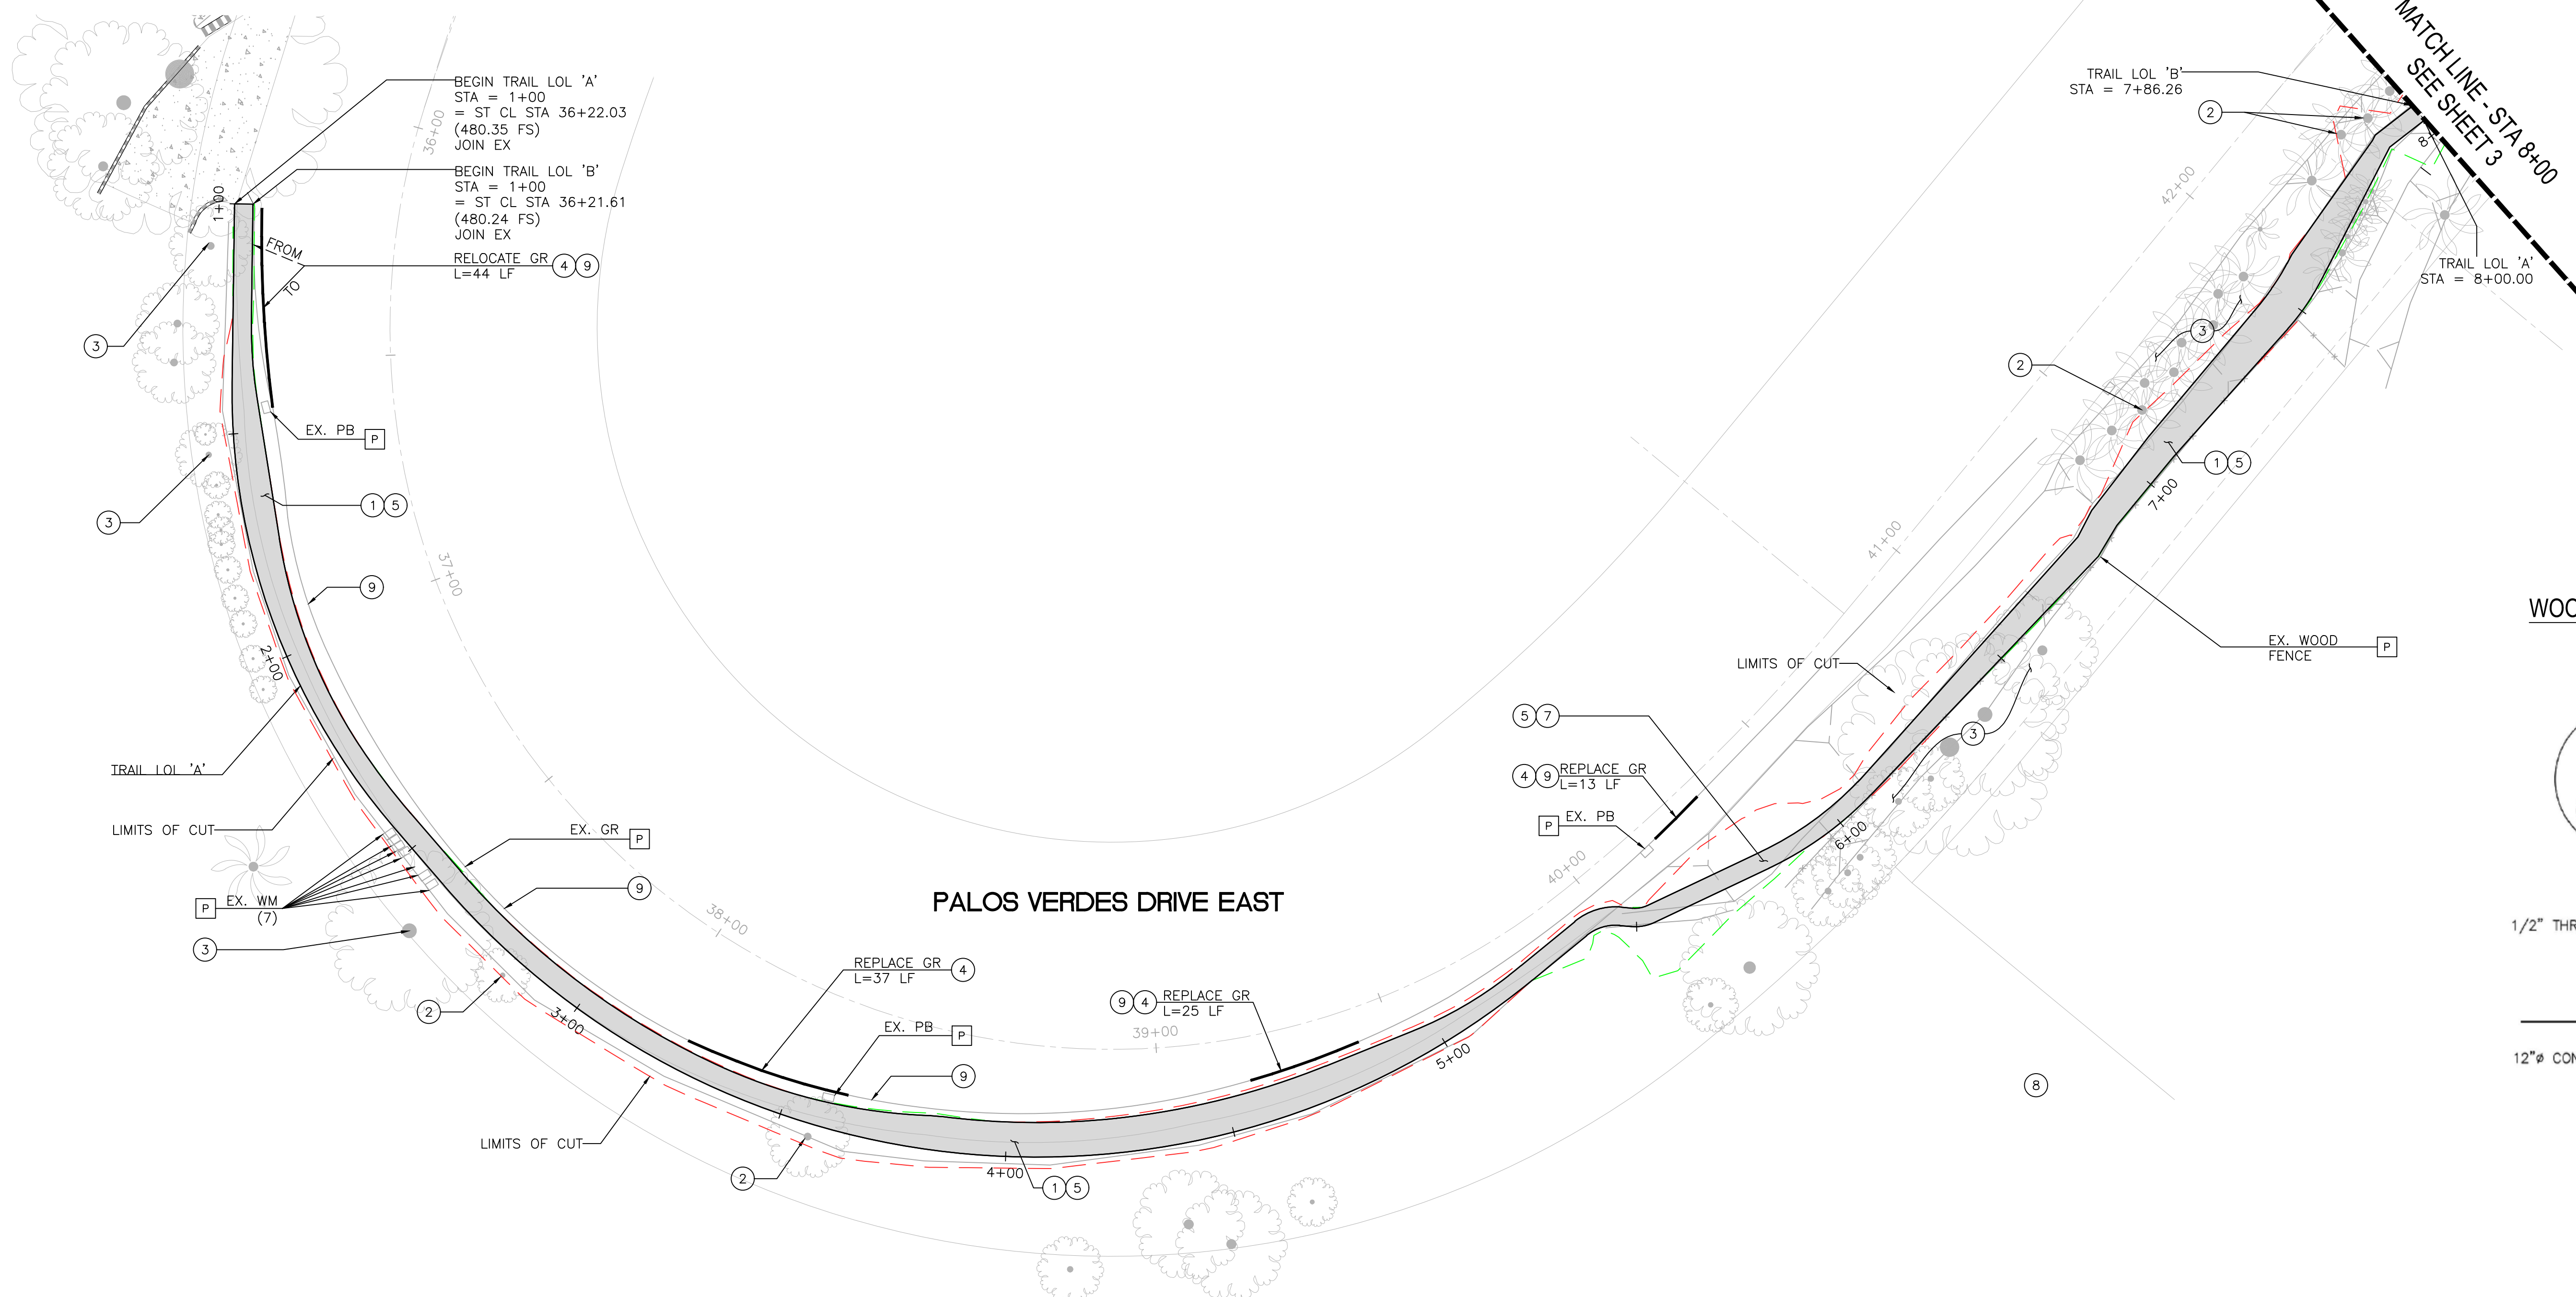 BEGIN TRAIL LOL 'A'
STA = 1+00
= ST CL STA 36+22.03
(480.35 FS)
JOIN EX
BEGIN TRAIL LOL 'B'
STA = 1+00
= ST CL STA 36+21.61
(480.24 FS)
JOIN EX
RELOCATE GR 4 9
L=44 LF
FROM
TO
1+00
36+00
3
EX. PB P
3
1 5
9
37+00
2+00
TRAIL LOL 'A'
LIMITS OF CUT
EX. GR P
P EX. WM
(7)
9
3
2
3+00
38+00
PALOS VERDES DRIVE EAST
REPLACE GR 4
L=37 LF
EX. PB P
9
LIMITS OF CUT
2
4+00
1 5
39+00
9 4 REPLACE GR
L=25 LF
5+00
40+00
5 7
4 9 REPLACE GR
L=13 LF
P EX. PB
LIMITS OF CUT
6+00
3
8
41+00
EX. WOOD P
FENCE
7+00
1 5
2
3
42+00
2
TRAIL LOL 'B'
STA = 7+86.26
8
TRAIL LOL 'A'
STA = 8+00.00
MATCH LINE - STA 8+00
SEE SHEET 3
WOO
1/2" THR
12"ø CON